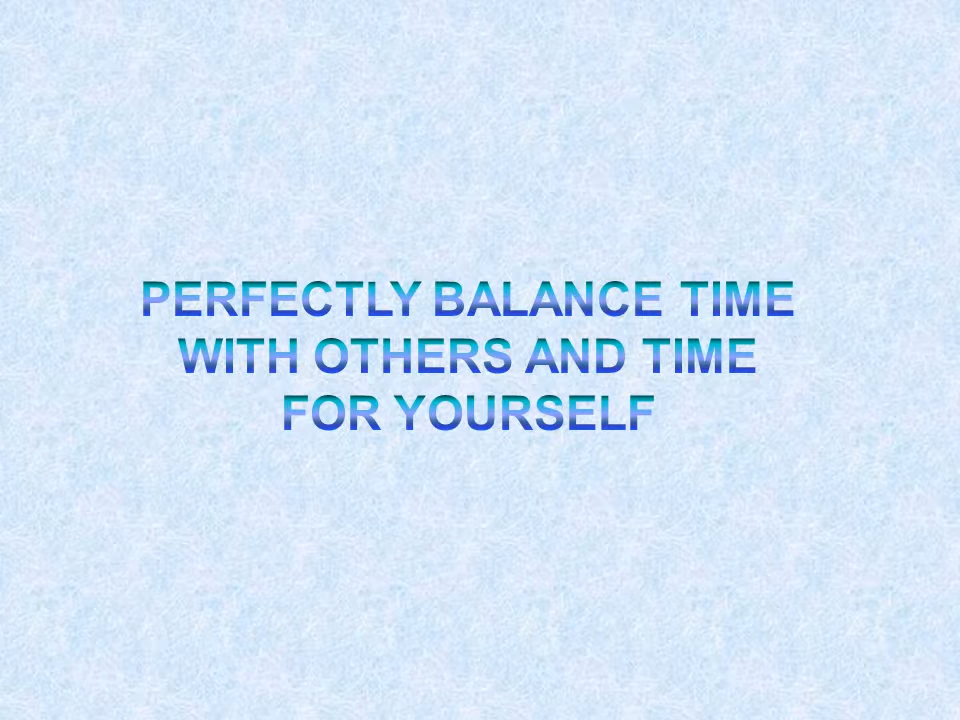 PERFECTLY BALANCE TIME
WITH OTHERS AND TIME
FOR YOURSELF